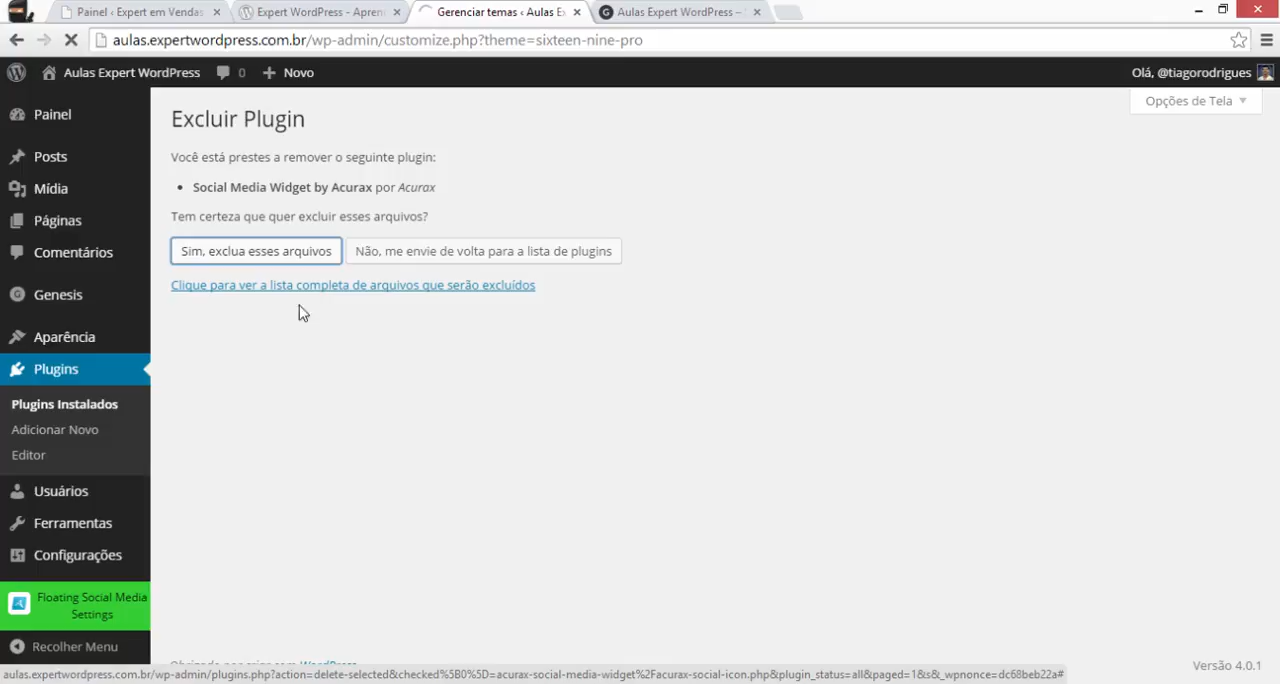 Painel ‹ Expert em Vendas
Expert WordPress - Apren
Gerenciar temas ‹ Aulas Ex
Aulas Expert WordPress –
aulas.expertwordpress.com.br/wp-admin/customize.php?theme=sixteen-nine-pro
Aulas Expert WordPress
0
Novo
Olá, @tiagorodrigues
Opções de Tela
Painel
Posts
Mídia
Páginas
Comentários
Genesis
Aparência
Plugins
Plugins Instalados
Adicionar Novo
Editor
Usuários
Ferramentas
Configurações
Floating Social Media
Settings
Recolher Menu
Excluir Plugin
Você está prestes a remover o seguinte plugin:
• Social Media Widget by Acurax por Acurax
Tem certeza que quer excluir esses arquivos?
Sim, exclua esses arquivos
Não, me envie de volta para a lista de plugins
Clique para ver a lista completa de arquivos que serão excluídos
Versão 4.0.1
aulas.expertwordpress.com.br/wp-admin/plugins.php?action=delete-selected&checked%5B0%5D=acurax-social-media-widget%2Facurax-social-icon.php&plugin_status=all&paged=1&s&_wpnonce=dc68beb22a#